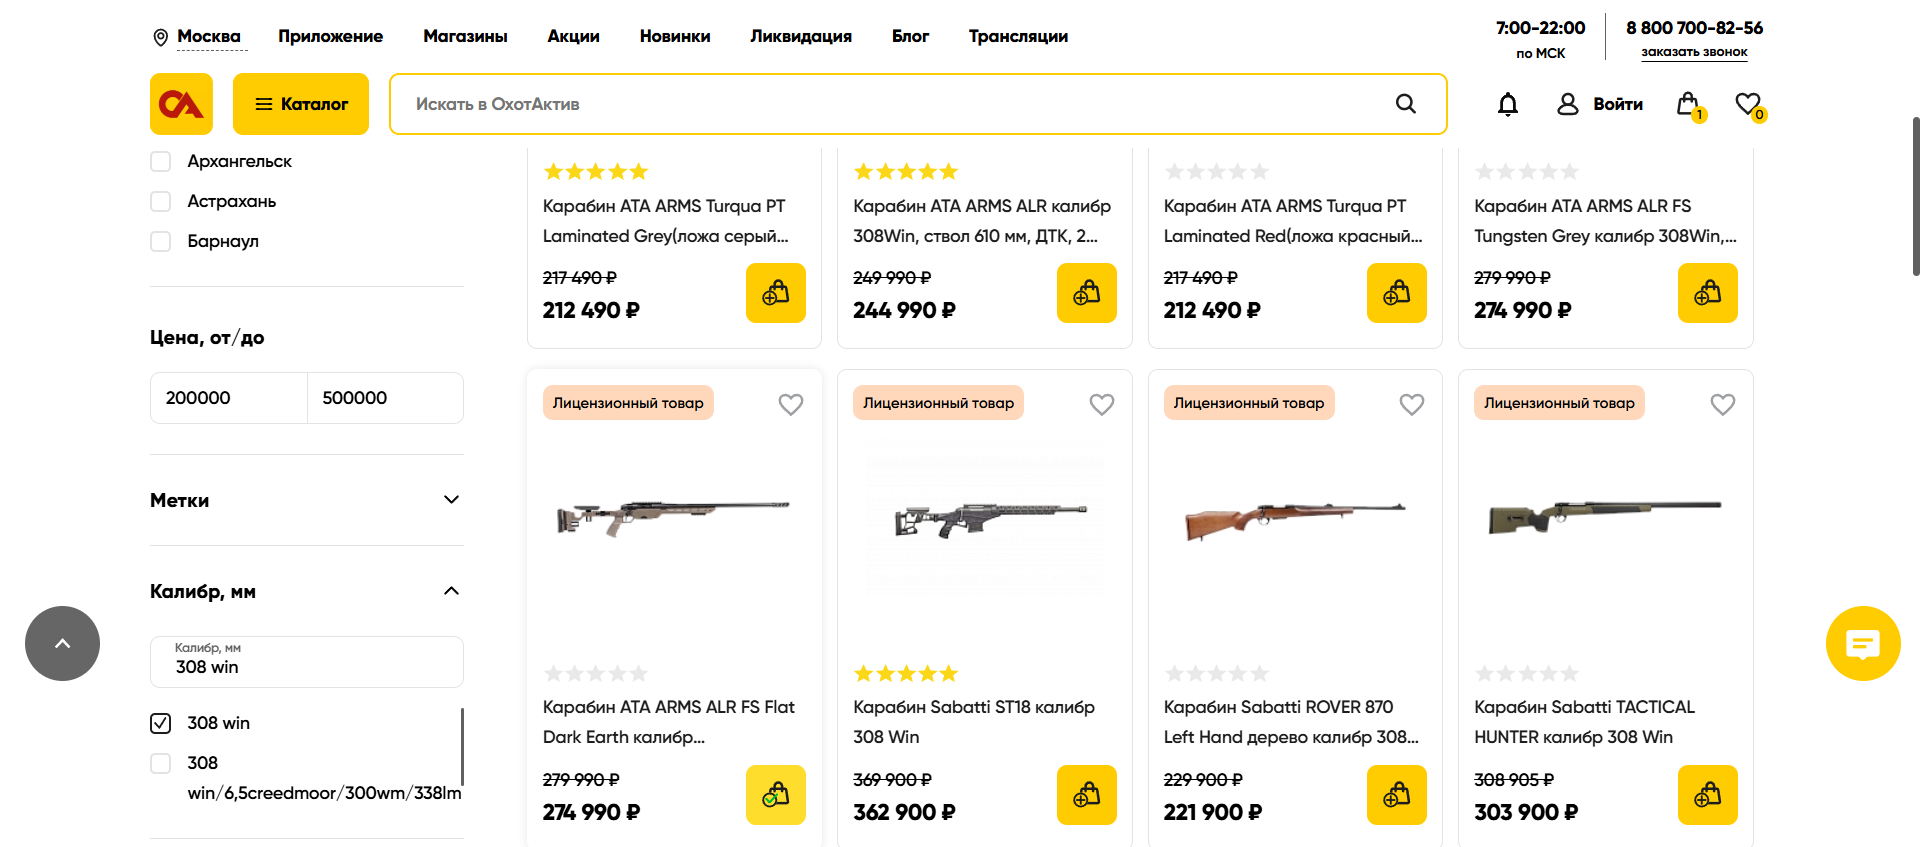 Москва
Приложение
Магазины
Акции
Новинки
Ликвидация
Блог
Трансляции
7:00-22:00
по МСК
8 800 700-82-56
заказать звонок
Каталог
Искать в ОхотАктив
Войти
1
0
Архангельск
Астрахань
Барнаул
Цена, от/до
200000
500000
Метки
Калибр, мм
Калибр, мм
308 win
308 win
308
win/6,5creedmoor/300wm/338lm
Карабин ATA ARMS Turqua PT
Laminated Grey(ложа серый...
217 490 ₽
212 490 ₽
Карабин ATA ARMS ALR калибр
308Win, ствол 610 мм, ДТК, 2...
249 990 ₽
244 990 ₽
Карабин ATA ARMS Turqua PT
Laminated Red(ложа красный...
217 490 ₽
212 490 ₽
Карабин ATA ARMS ALR FS
Tungsten Grey калибр 308Win,...
279 990 ₽
274 990 ₽
Лицензионный товар
Карабин ATA ARMS ALR FS Flat
Dark Earth калибр...
279 990 ₽
274 990 ₽
Лицензионный товар
Карабин Sabatti ST18 калибр
308 Win
369 900 ₽
362 900 ₽
Лицензионный товар
Карабин Sabatti ROVER 870
Left Hand дерево калибр 308...
229 900 ₽
221 900 ₽
Лицензионный товар
Карабин Sabatti TACTICAL
HUNTER калибр 308 Win
308 905 ₽
303 900 ₽